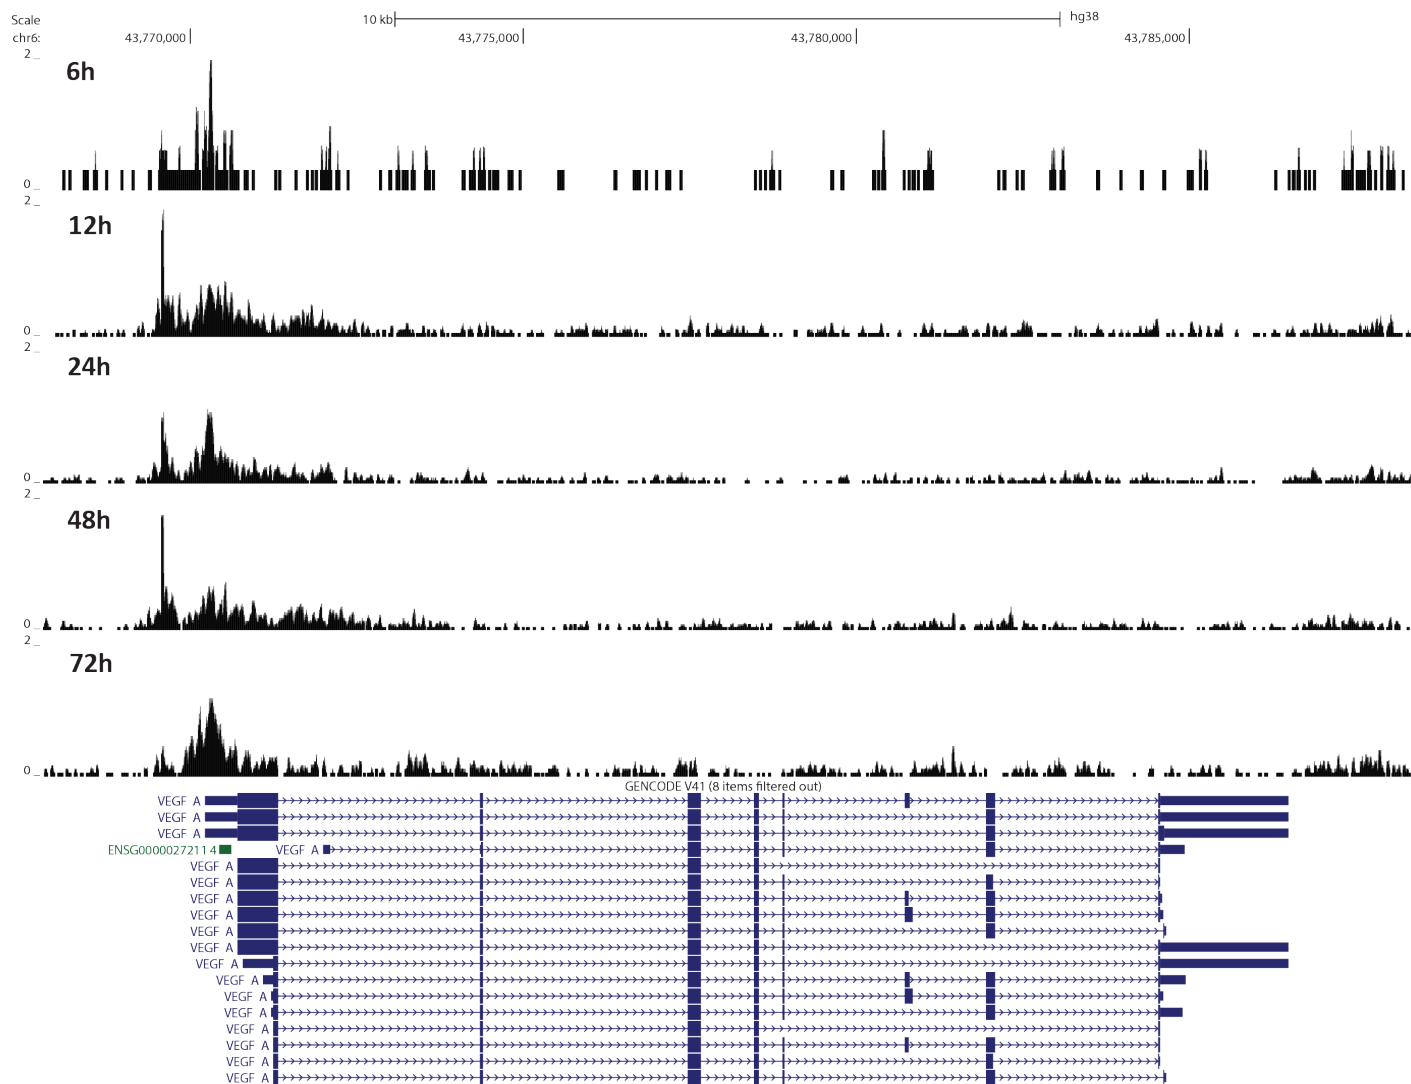 Scale 10 kb hg38
chr6: 43,770,000 43,775,000 43,780,000 43,785,000
2 _
6h
0 _
2 _
12h
0 _
2 _
24h
0 _
2 _
48h
0 _
2 _
72h
0 _
GENCODE V41 (8 items filtered out)
VEGF A
VEGF A
VEGF A
ENSG00000272114 VEGF A
VEGF A
VEGF A
VEGF A
VEGF A
VEGF A
VEGF A
VEGF A
VEGF A
VEGF A
VEGF A
VEGF A
VEGF A
VEGF A
VEGF A